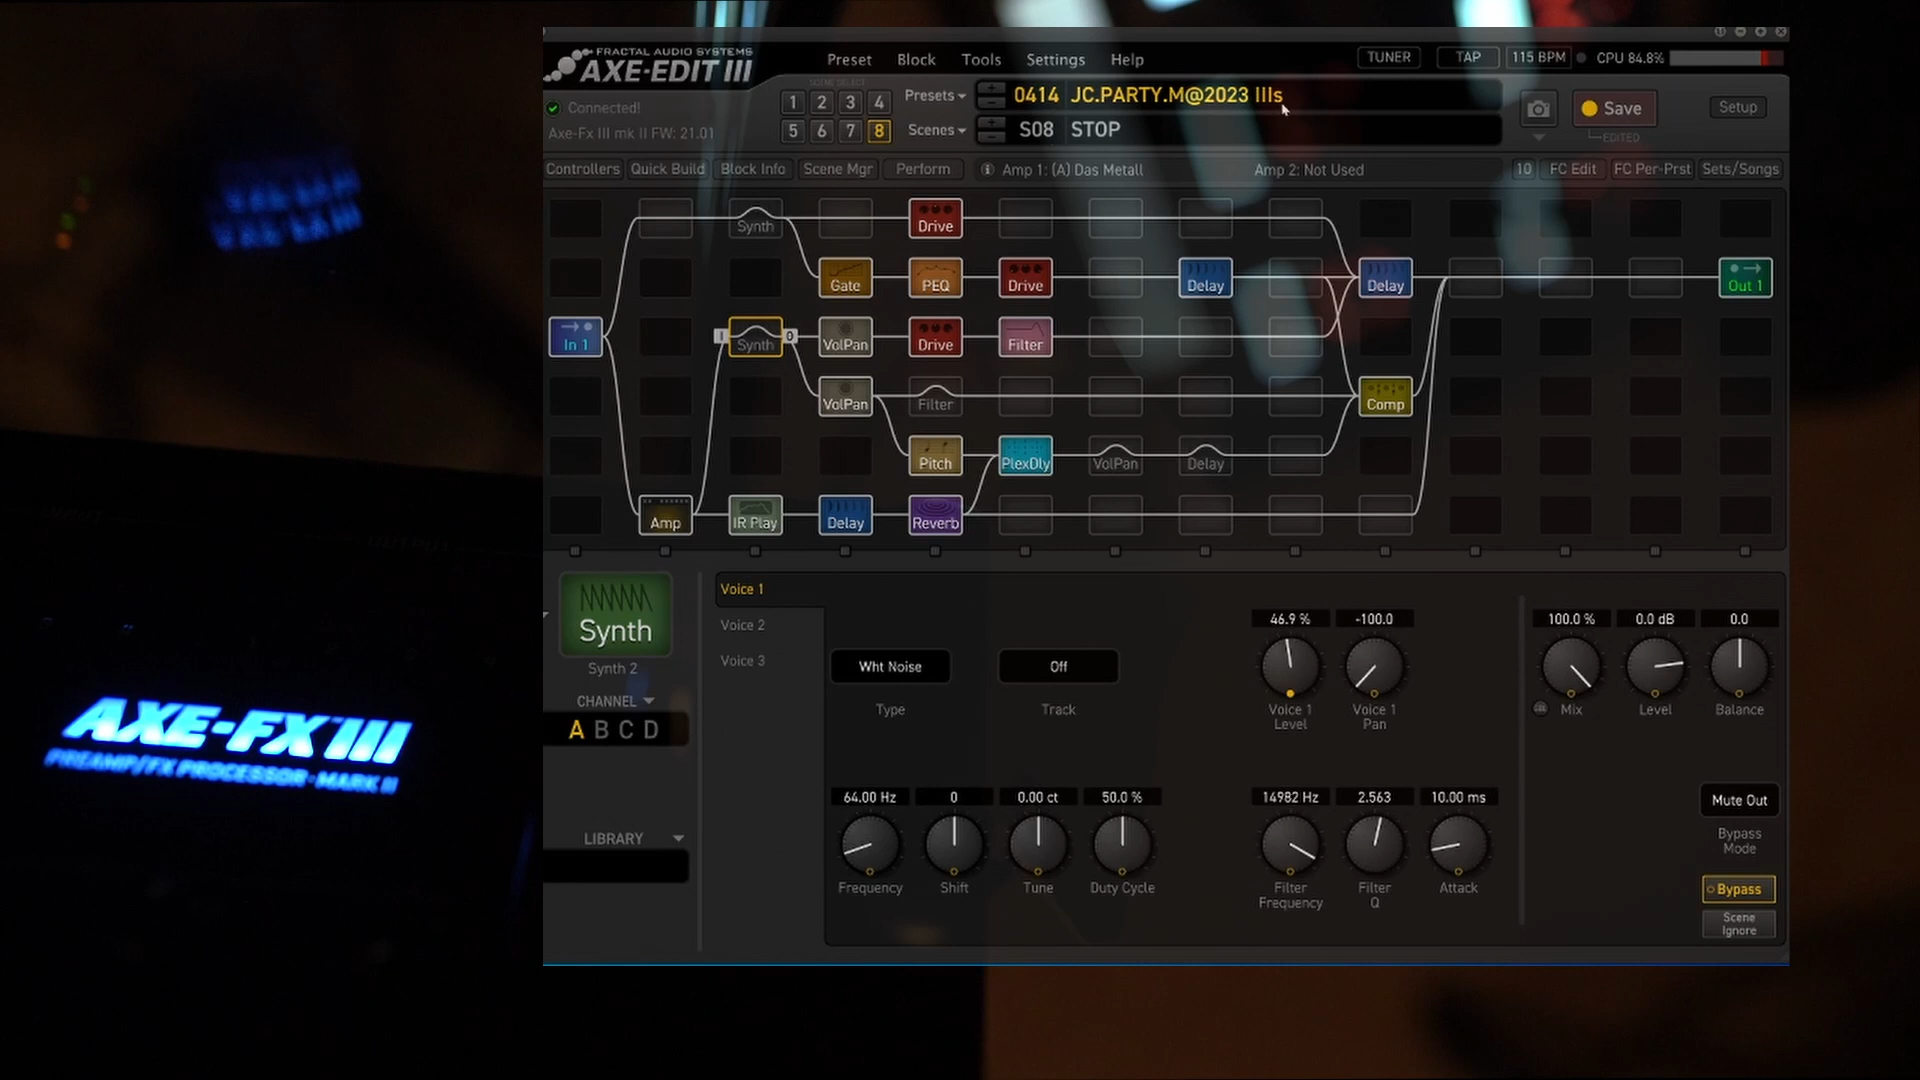 FRACTAL AUDIO SYSTEMS
AXE-EDIT III
Preset Block Tools Settings Help
TUNER TAP 115 BPM CPU 84.8%
SCENE SELECT
Connected!
Axe-Fx III mk II FW: 21.01
1 2 3 4
5 6 7 8
Presets 0414 JC.PARTY.M@2023 IIIs
Scenes S08 STOP
Save
EDITED
Setup
Controllers Quick Build Block Info Scene Mgr Perform Amp 1: (A) Das Metall Amp 2: Not Used 10 FC Edit FC Per-Prst Sets/Songs
Synth Drive
Gate PEQ Drive Delay Delay Out 1
In 1 I Synth O VolPan Drive Filter
VolPan Filter Comp
Pitch PlexDly VolPan Delay
Amp IR Play Delay Reverb
Synth
Synth 2
CHANNEL
A B C D
LIBRARY
Voice 1
Voice 2
Voice 3
Wht Noise
Type
Off
Track
46.9 %
Voice 1 Level
-100.0
Voice 1 Pan
100.0 %
Mix
0.0 dB
Level
0.0
Balance
64.00 Hz
Frequency
0
Shift
0.00 ct
Tune
50.0 %
Duty Cycle
14982 Hz
Filter Frequency
2.563
Filter Q
10.00 ms
Attack
Mute Out
Bypass Mode
Bypass
Scene Ignore
AXE-FX III
PREAMP/FX PROCESSOR-MARK II